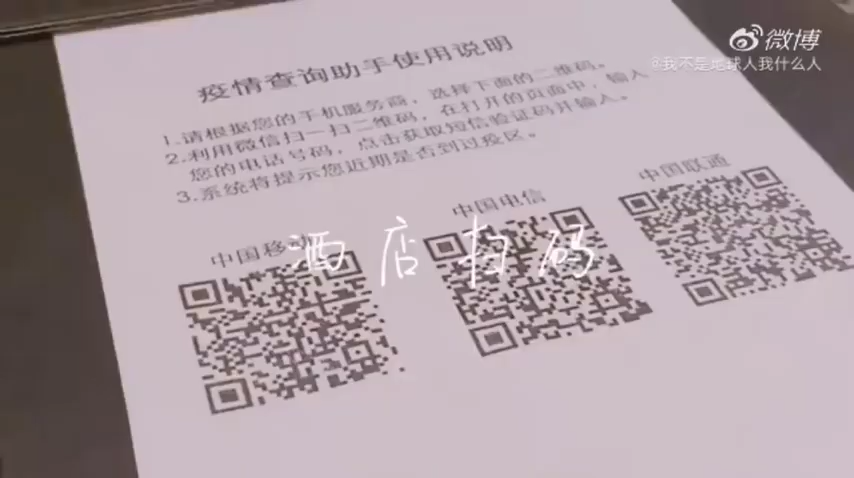 微博
@我不是地球人我什么人
疫情查询助手使用说明
1.请根据您的手机服务商，选择下面的二维码。
2.利用微信扫一扫二维码，在打开的页面中，输入
您的电话号码，点击获取短信验证码并输入。
3.系统将提示您近期是否到过疫区。
中国移动
中国电信
中国联通
酒店扫码